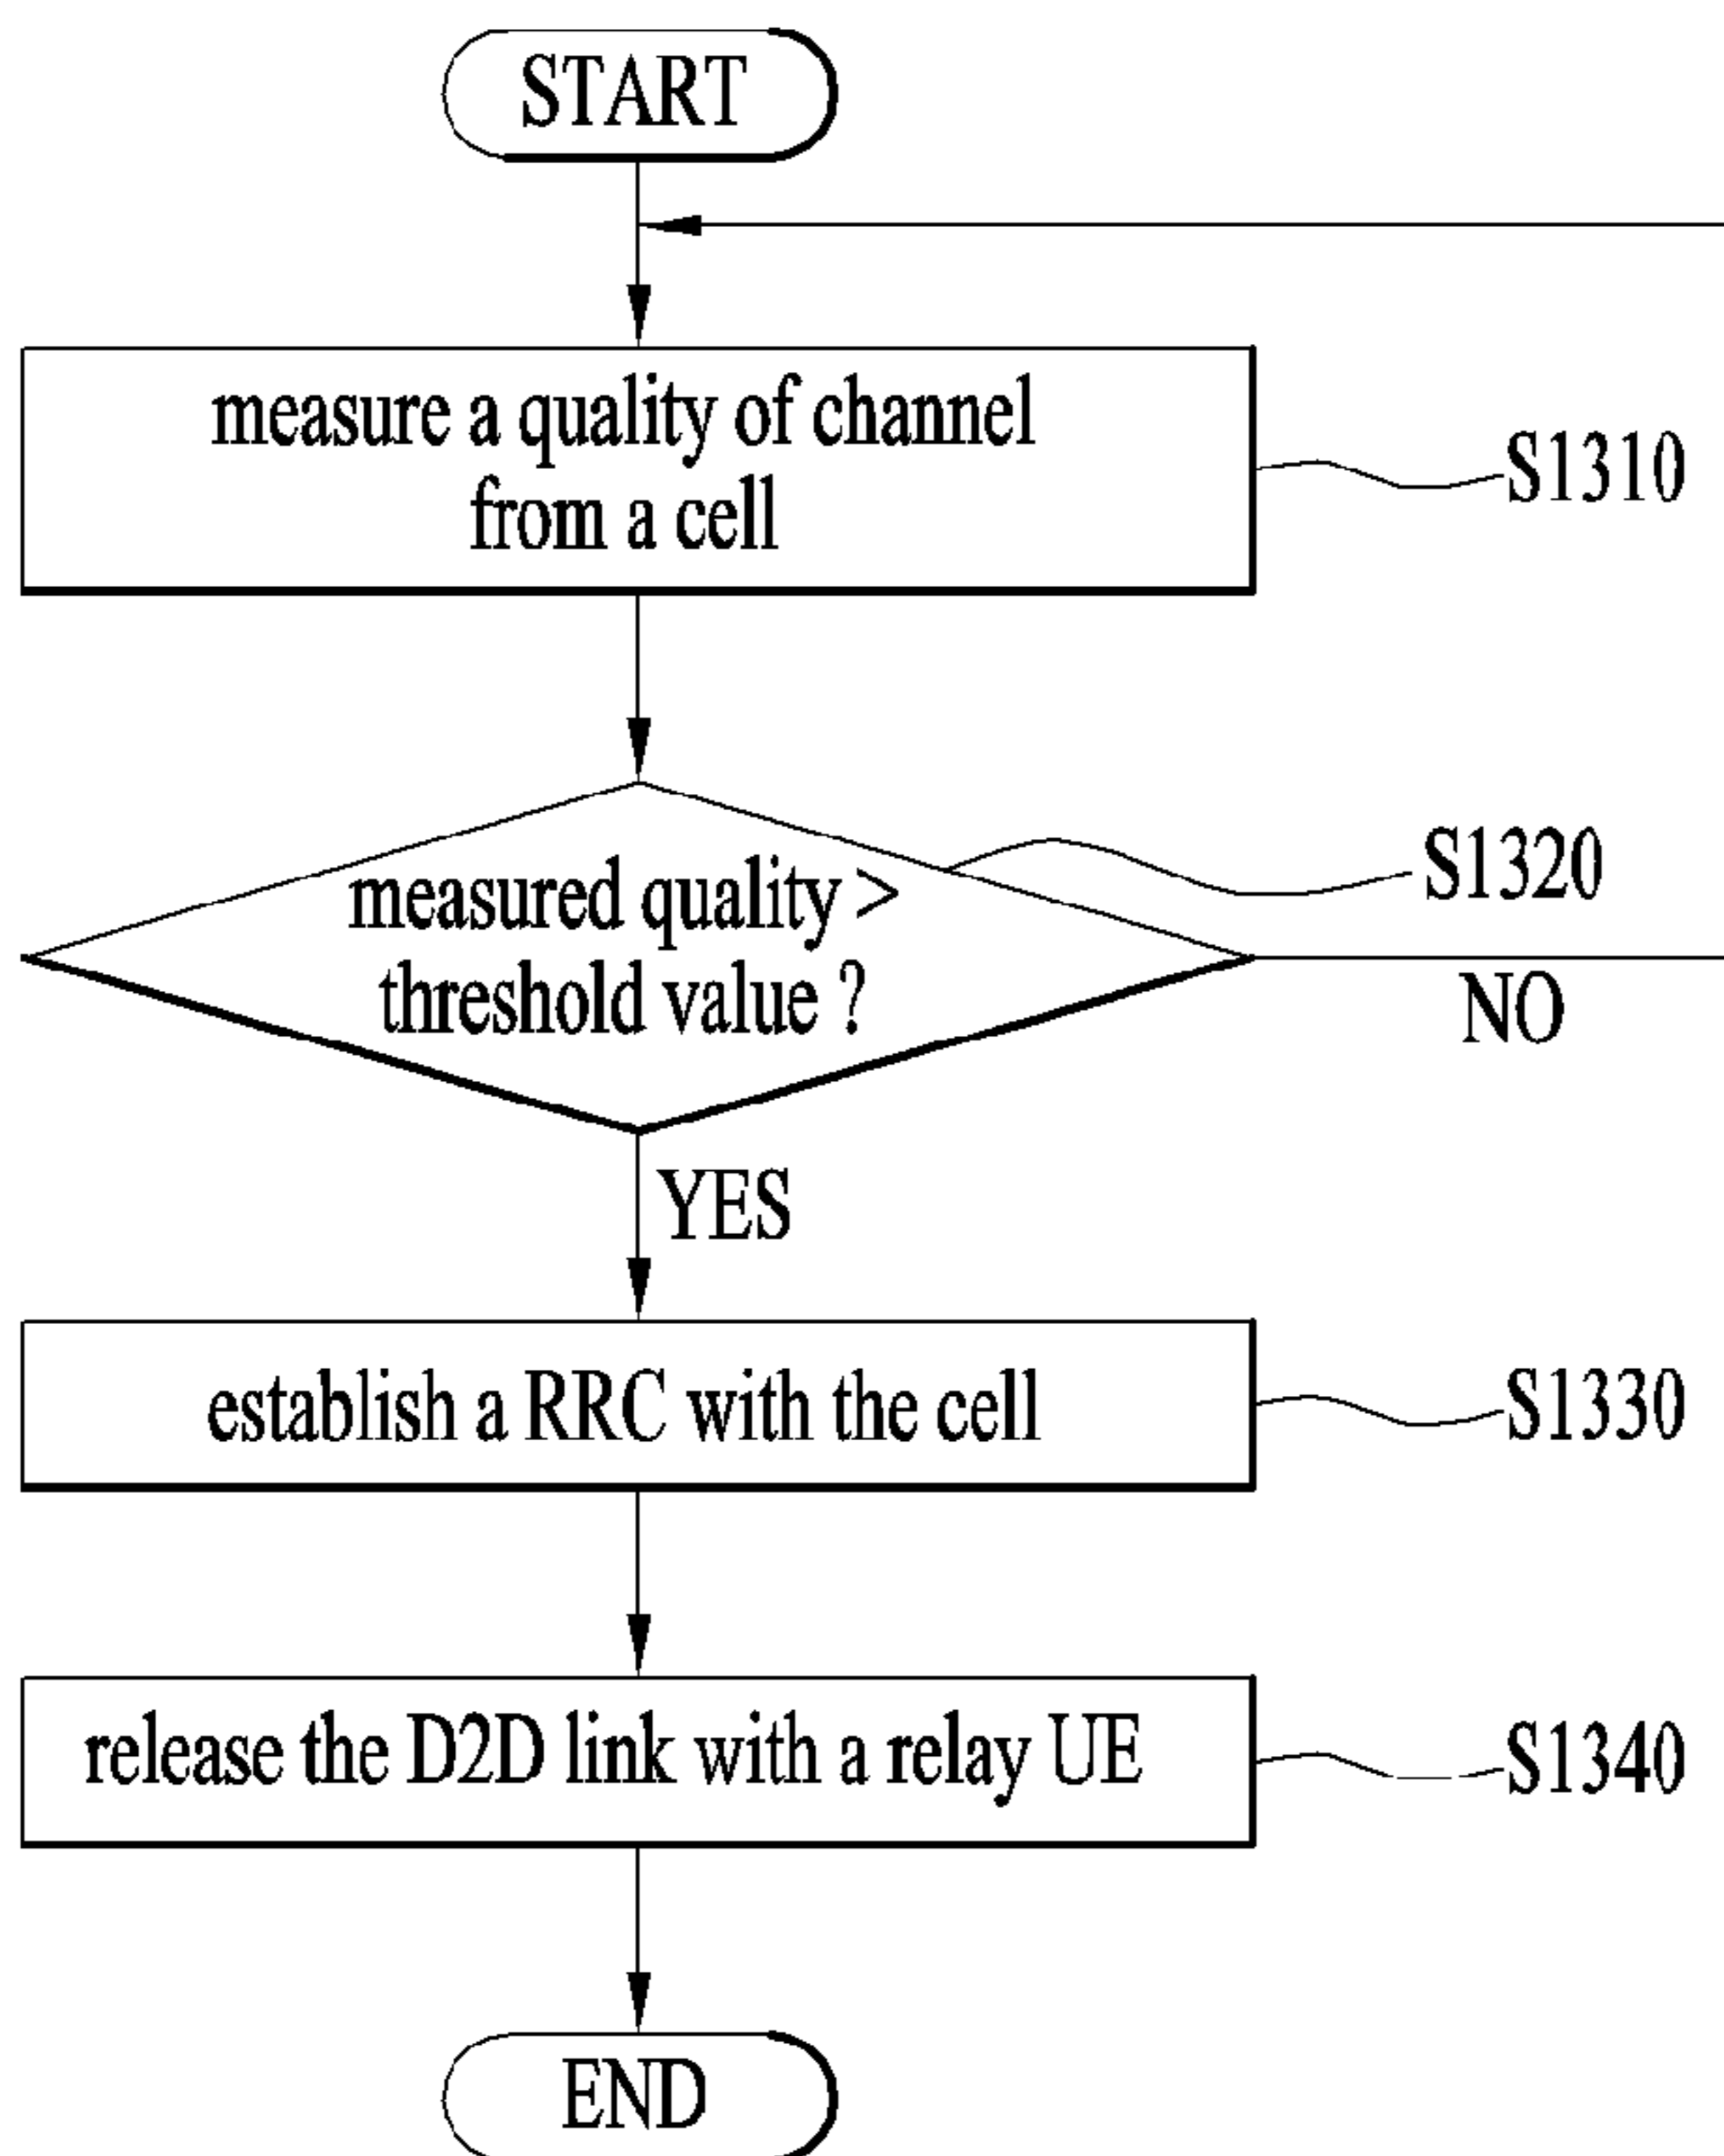 START
measure a quality of channel
from a cell
S1310
measured quality >
threshold value ?
S1320
NO
YES
establish a RRC with the cell
S1330
release the D2D link with a relay UE
S1340
END